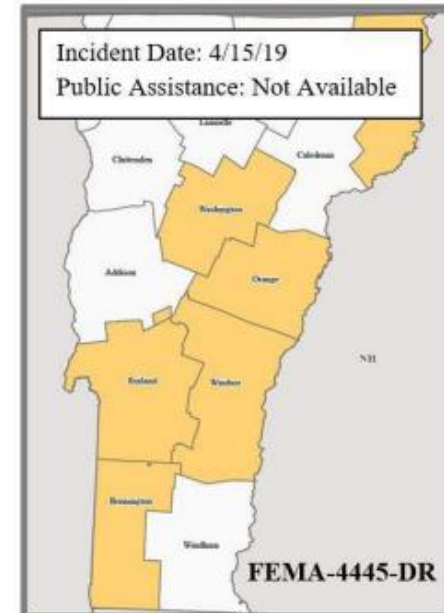 Incident Date: 4/15/19
Public Assistance: Not Available
Lamoille
Chittenden
Caledonia
Washington
Addison
Orange
NH
Rutland
Windsor
Bennington
Windham
FEMA-4445-DR